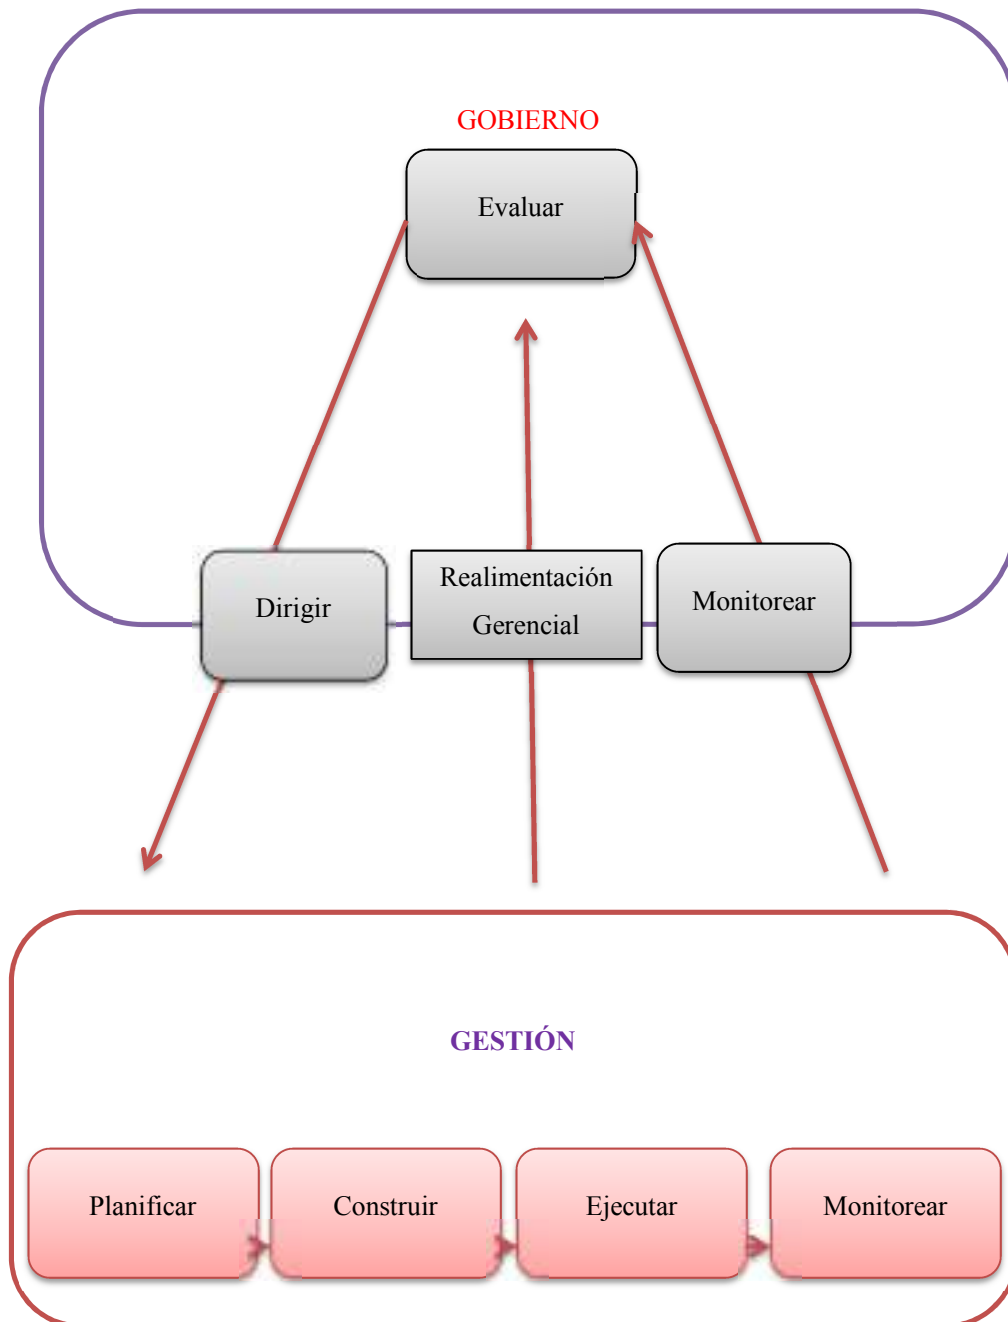 GOBIERNO
Evaluar
Dirigir
Realimentación
Gerencial
Monitorear
GESTIÓN
Planificar
Construir
Ejecutar
Monitorear